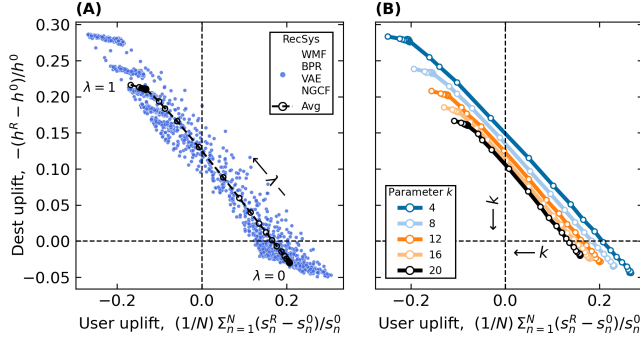 (A)
(B)
0.30
0.25
0.20
0.15
0.10
0.05
0.00
−0.05
Dest uplift, −(h^R − h^0)/h^0
RecSys
WMF
BPR
VAE
NGCF
Avg
λ = 1
λ
λ = 0
−0.2
0.0
0.2
User uplift, (1/N) Σ_{n=1}^N (s_n^R − s_n^0)/s_n^0
Parameter k
4
8
12
16
20
← k
← k
−0.2
0.0
0.2
User uplift, (1/N) Σ_{n=1}^N (s_n^R − s_n^0)/s_n^0